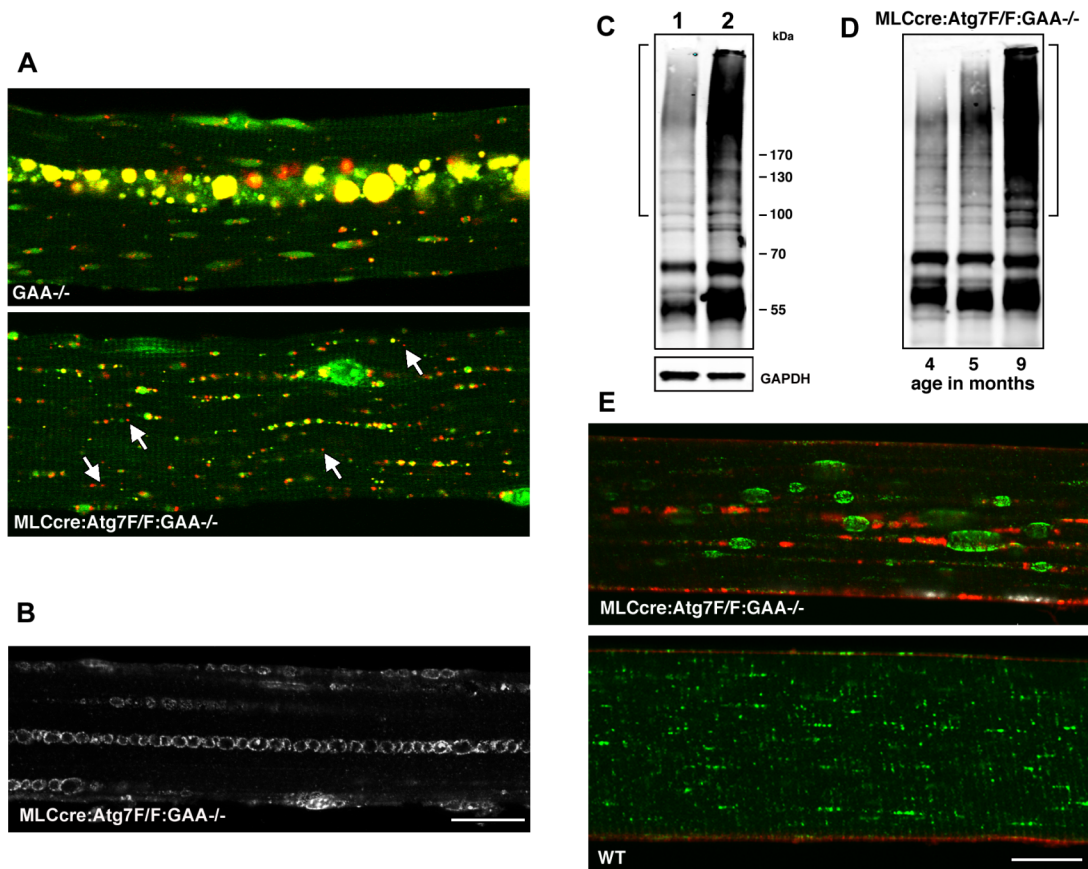 A
GAA-/-
MLCcre:Atg7F/F:GAA-/-
B
MLCcre:Atg7F/F:GAA-/-
C
1 2
kDa
170
130
100
70
55
GAPDH
D
MLCcre:Atg7F/F:GAA-/-
4 5 9
age in months
E
MLCcre:Atg7F/F:GAA-/-
WT